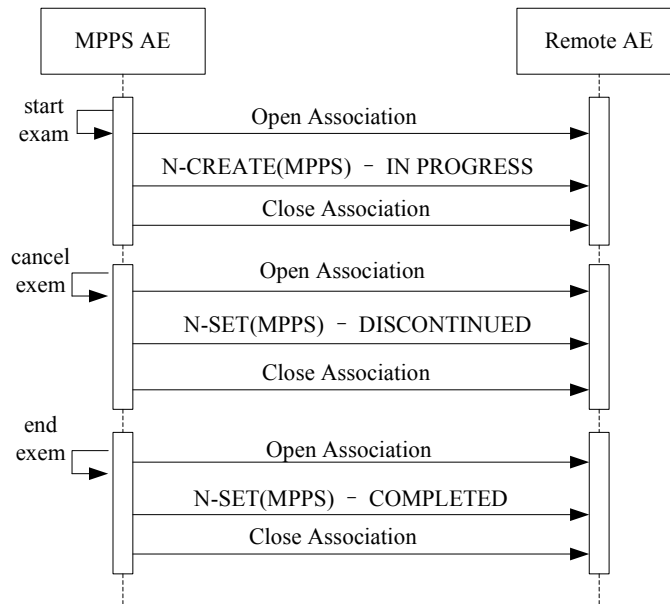 MPPS AE
Remote AE
start
exam
Open Association
N-CREATE(MPPS) - IN PROGRESS
Close Association
cancel
exem
Open Association
N-SET(MPPS) - DISCONTINUED
Close Association
end
exem
Open Association
N-SET(MPPS) - COMPLETED
Close Association